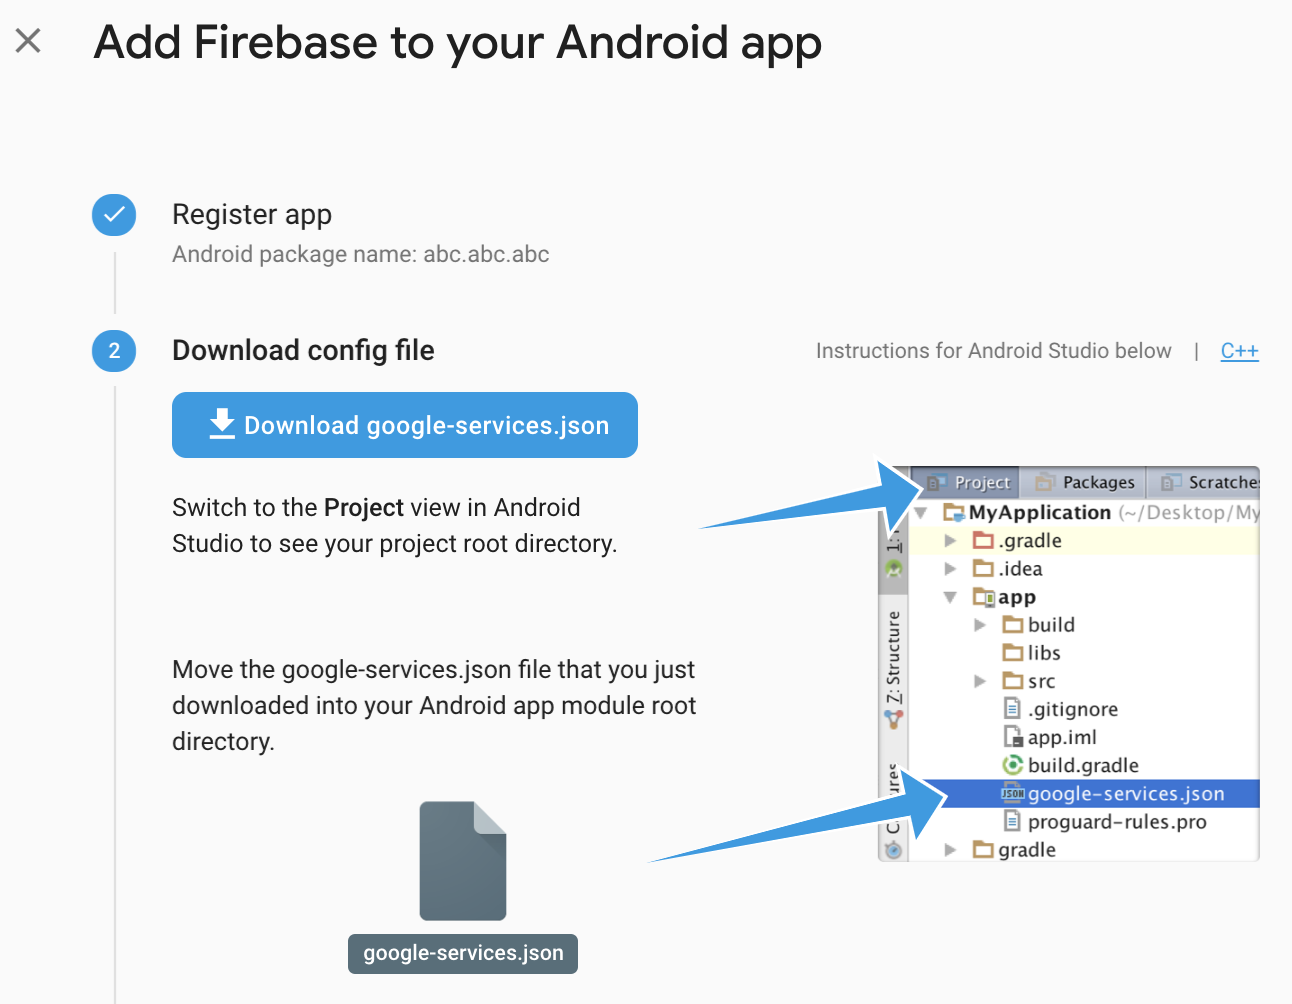 Add Firebase to your Android app
Register app
Android package name: abc.abc.abc
2
Download config file
Instructions for Android Studio below | C++
Download google-services.json
Switch to the Project view in Android
Studio to see your project root directory.
Move the google-services.json file that you just
downloaded into your Android app module root
directory.
google-services.json
Project
Packages
Scratche
MyApplication (~/Desktop/My
.gradle
.idea
app
build
libs
src
.gitignore
app.iml
build.gradle
JSON google-services.json
proguard-rules.pro
gradle
1:
Z: Structure
ures